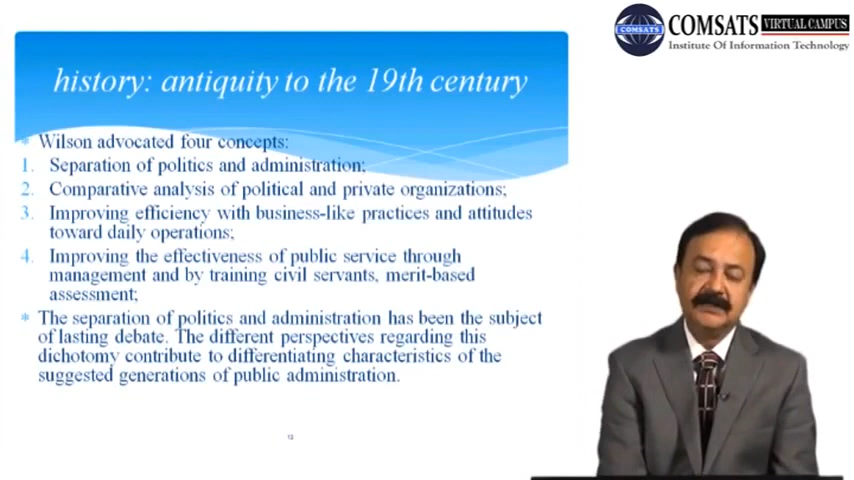 COMSATS VIRTUAL CAMPUS
COMSATS
Institute Of Information Technology
history: antiquity to the 19th century
* Wilson advocated four concepts:
1. Separation of politics and administration;
2. Comparative analysis of political and private organizations;
3. Improving efficiency with business-like practices and attitudes
toward daily operations;
4. Improving the effectiveness of public service through
management and by training civil servants, merit-based
assessment;
* The separation of politics and administration has been the subject
of lasting debate. The different perspectives regarding this
dichotomy contribute to differentiating characteristics of the
suggested generations of public administration.